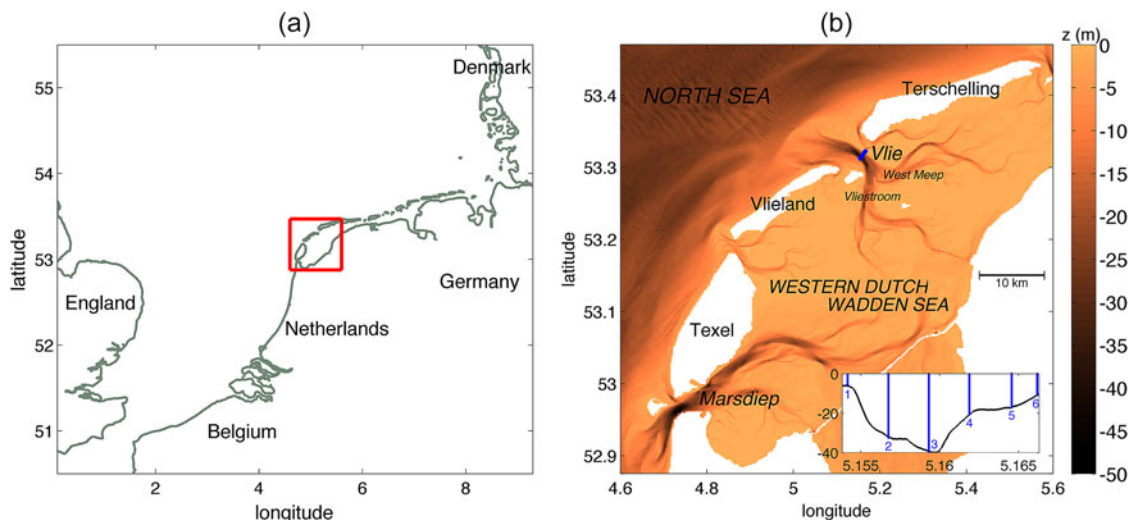 (a)
55
54
53
52
51
latitude
2
4
6
8
longitude
Denmark
Germany
England
Netherlands
Belgium
(b)
z (m)
0
-5
-10
-15
-20
-25
-30
-35
-40
-45
-50
53.4
53.3
53.2
53.1
53
52.9
latitude
4.6
4.8
5
5.2
5.4
5.6
longitude
NORTH SEA
Terschelling
Vlie
West Meep
Vliestroom
Vlieland
WESTERN DUTCH
WADDEN SEA
10 km
Texel
Marsdiep
0
-20
-40
1
2
3
4
5
6
5.155
5.16
5.165